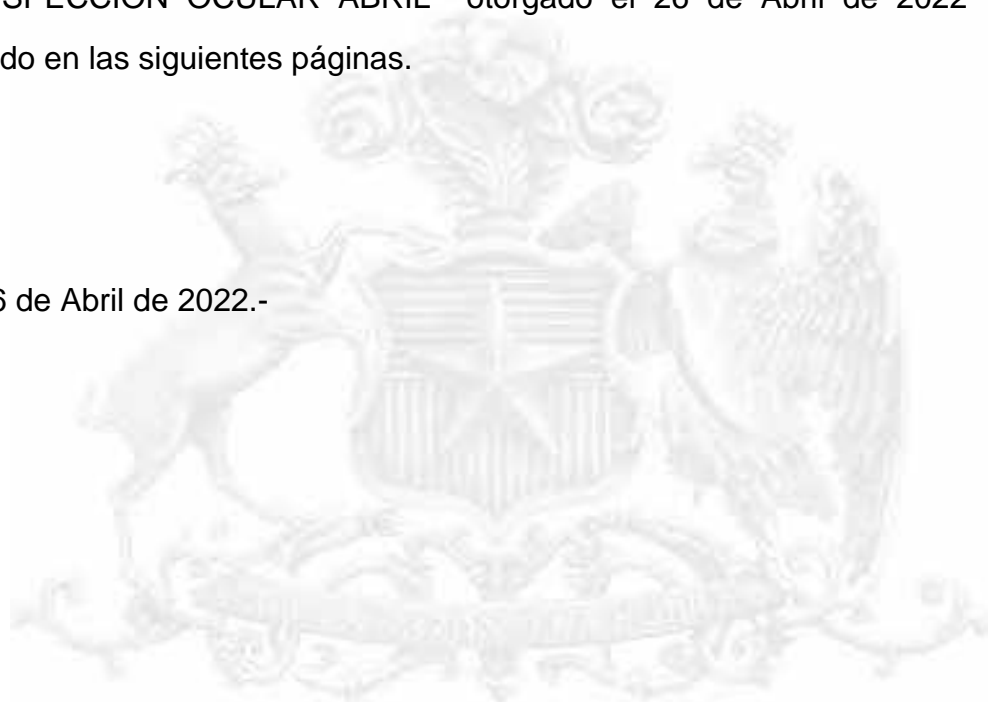 SPECCION OCULAR ABRIL" otorgado el 26 de Abril de 2022
do en las siguientes páginas.
6 de Abril de 2022.-